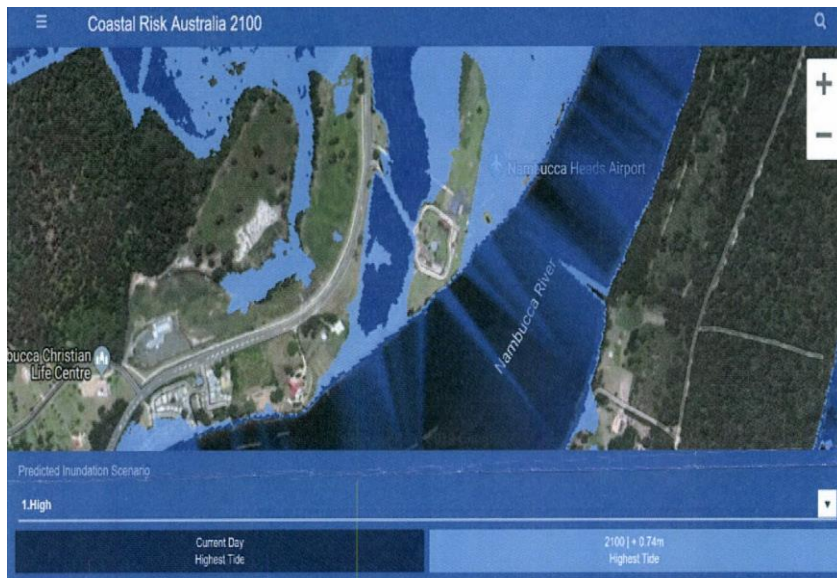 Coastal Risk Australia 2100
Nambucca Heads Airport
Nambucca River
bucca Christian
Life Centre
Predicted Inundation Scenario
1.High
Current Day
Highest Tide
2100 | + 0.74m
Highest Tide